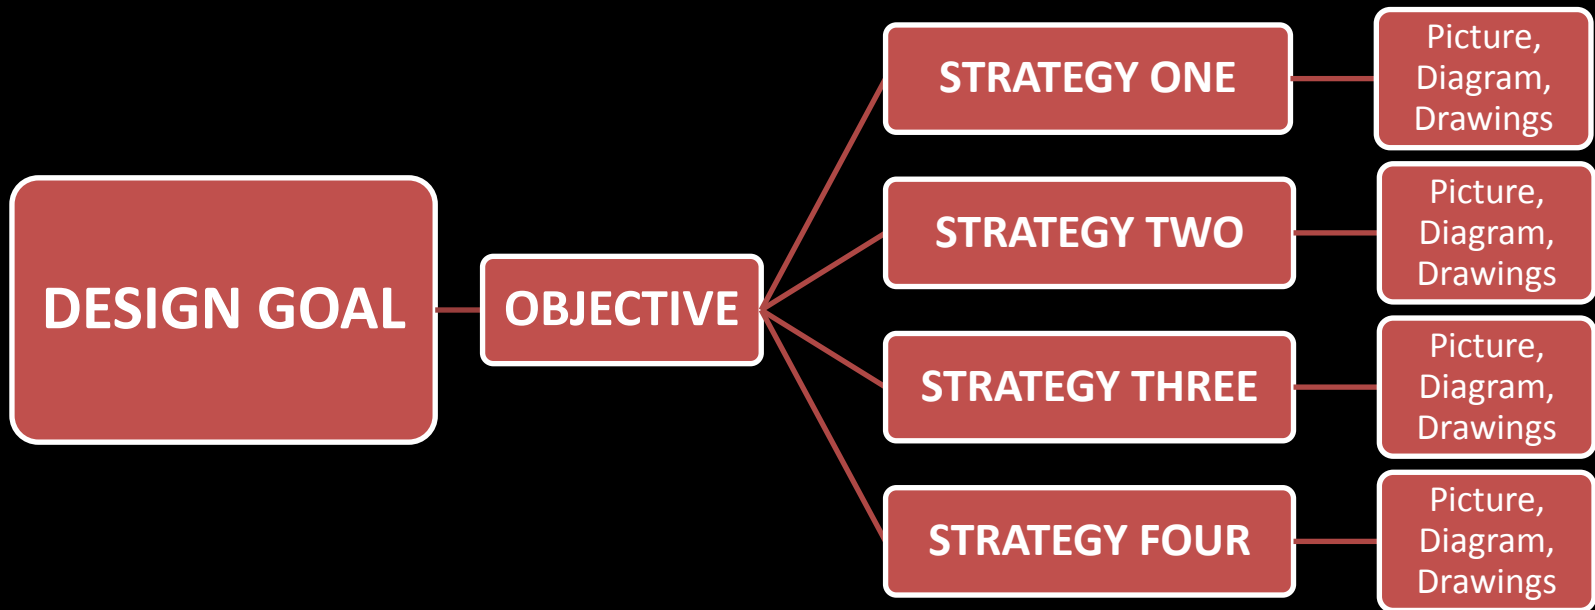 DESIGN GOAL
OBJECTIVE
STRATEGY ONE
Picture,
Diagram,
Drawings
STRATEGY TWO
Picture,
Diagram,
Drawings
STRATEGY THREE
Picture,
Diagram,
Drawings
STRATEGY FOUR
Picture,
Diagram,
Drawings